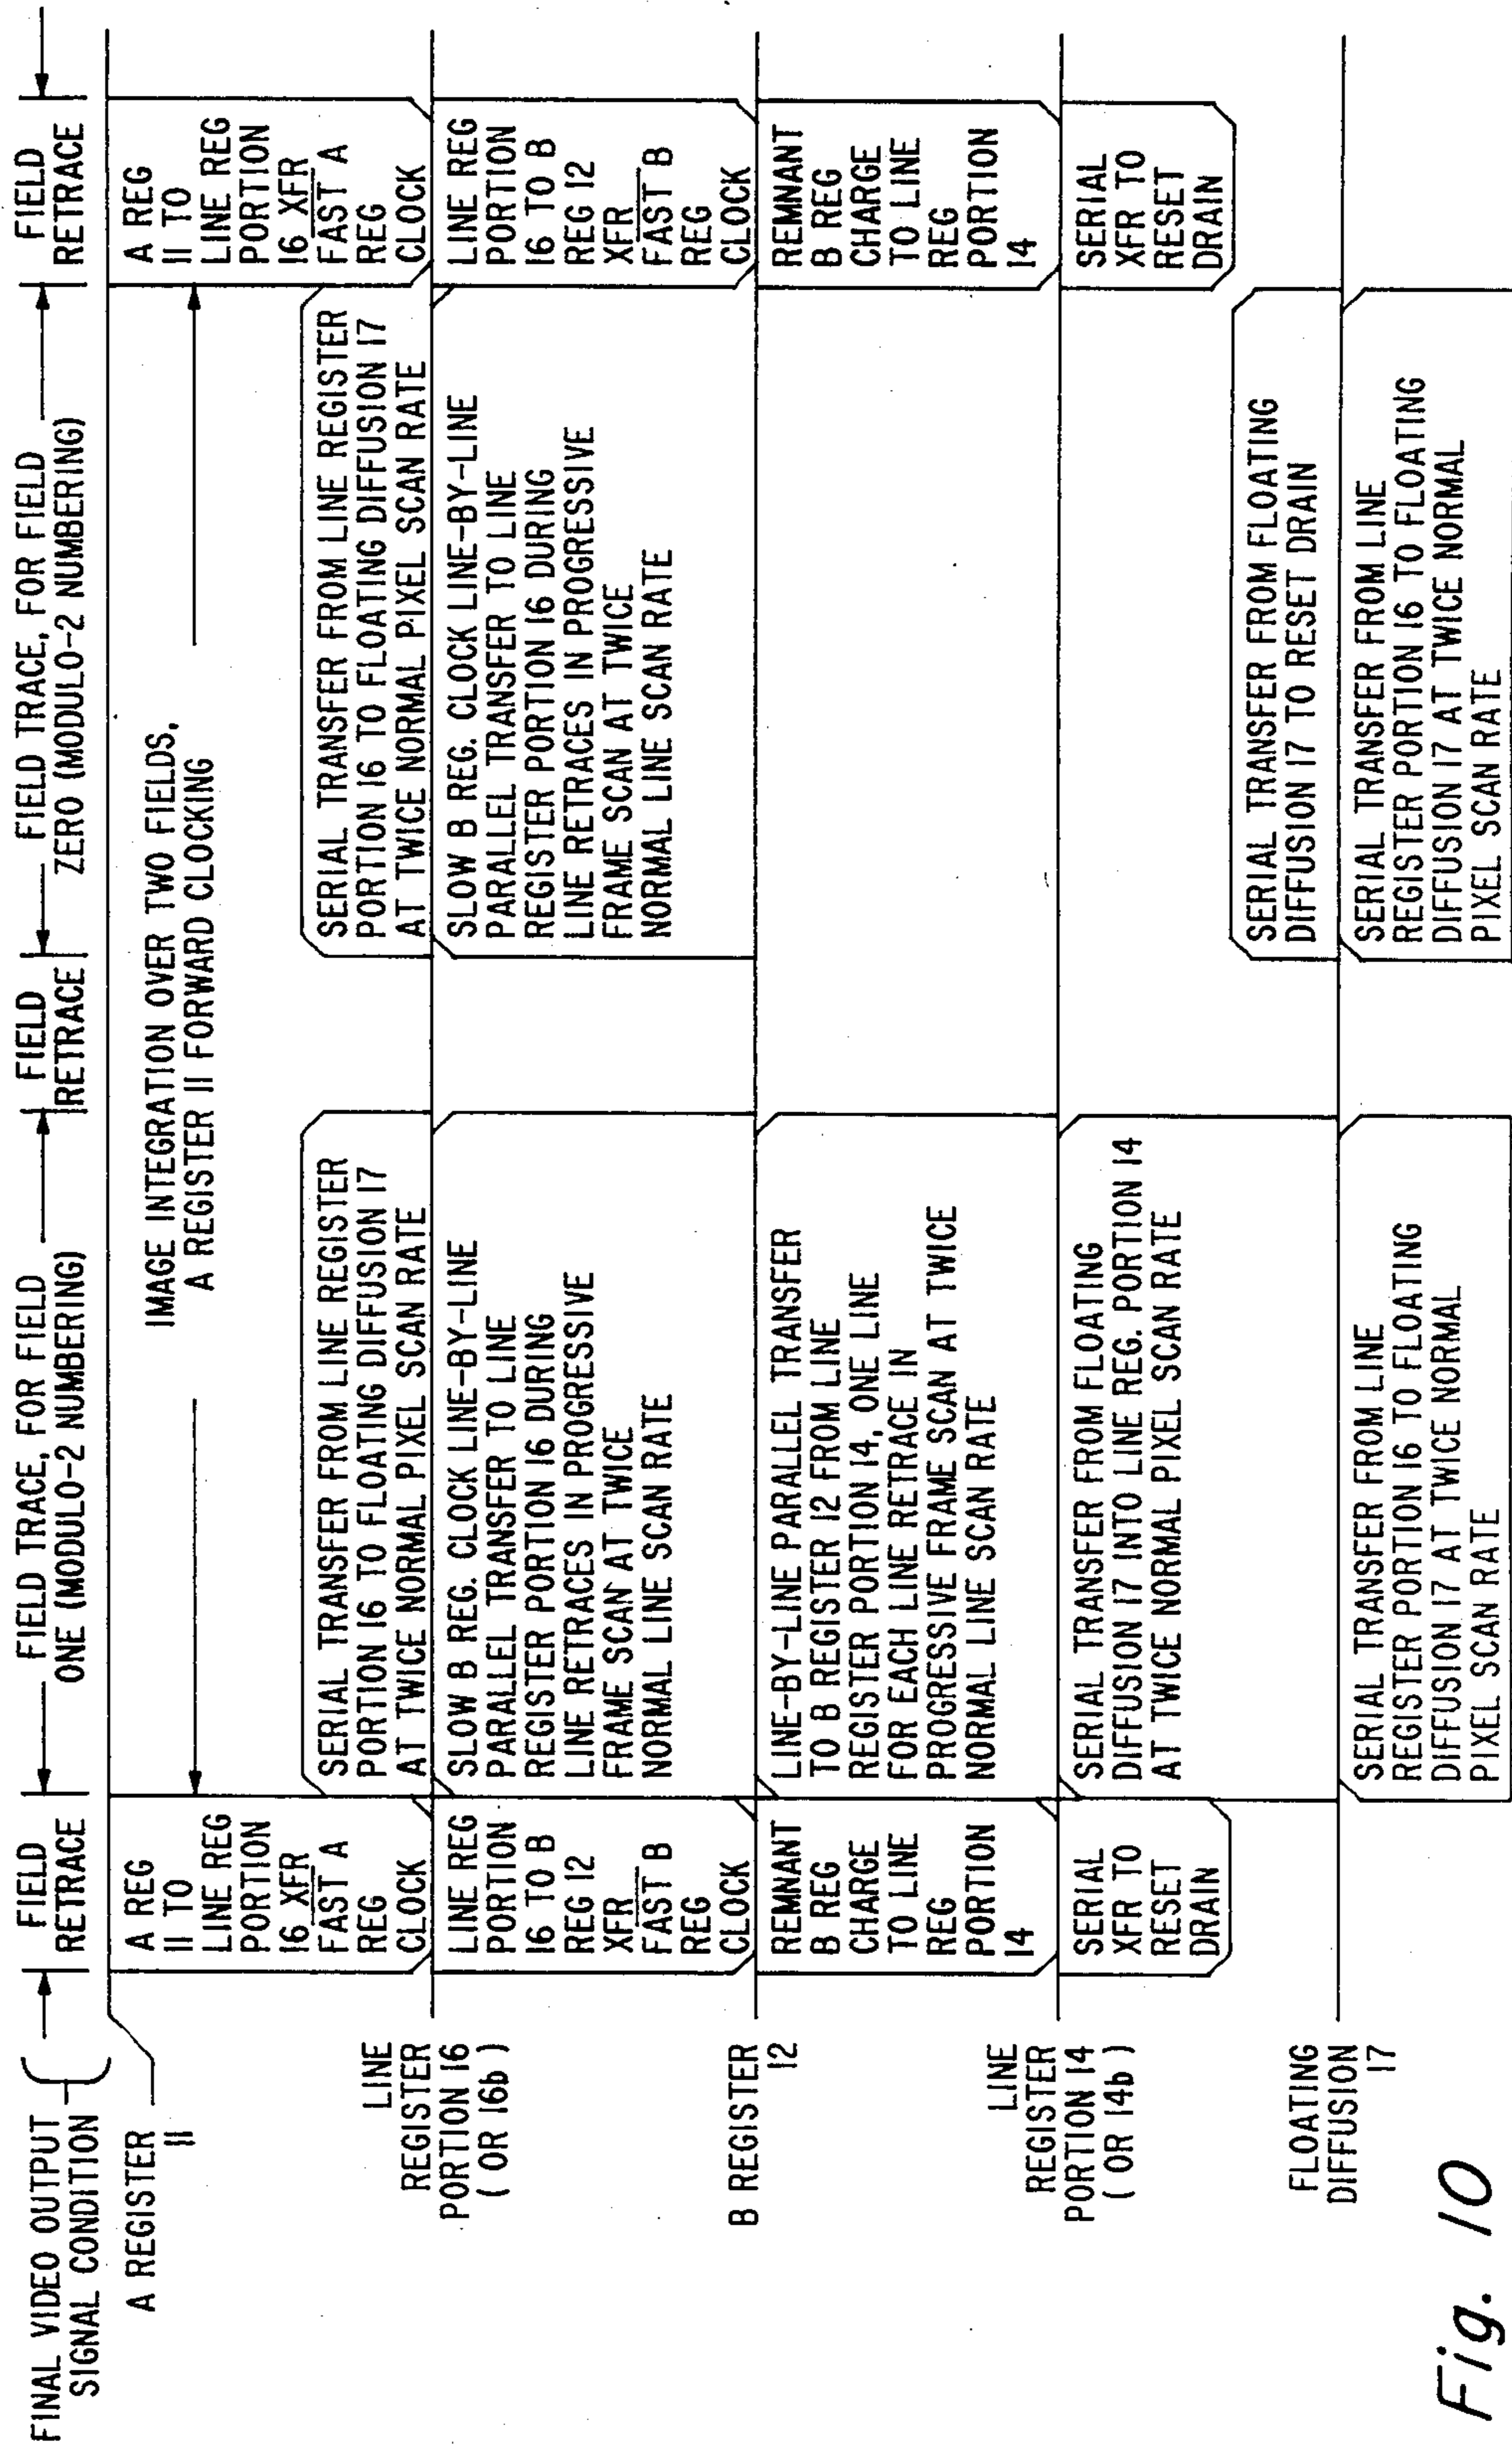 FINAL VIDEO OUTPUT
SIGNAL CONDITION
FIELD
RETRACE
FIELD TRACE, FOR FIELD
ONE (MODULO-2 NUMBERING)
FIELD
RETRACE
FIELD TRACE, FOR FIELD
ZERO (MODULO-2 NUMBERING)
FIELD
RETRACE
A REGISTER
11
A REG
11 TO
LINE REG
PORTION
16 XFR
FAST A
REG
CLOCK
IMAGE INTEGRATION OVER TWO FIELDS,
A REGISTER 11 FORWARD CLOCKING
A REG
11 TO
LINE REG
PORTION
16 XFR
FAST A
REG
CLOCK
SERIAL TRANSFER FROM LINE REGISTER
PORTION 16 TO FLOATING DIFFUSION 17
AT TWICE NORMAL PIXEL SCAN RATE
SERIAL TRANSFER FROM LINE REGISTER
PORTION 16 TO FLOATING DIFFUSION 17
AT TWICE NORMAL PIXEL SCAN RATE
LINE
REGISTER
PORTION 16
( OR 16b )
LINE REG
PORTION
16 TO B
REG 12
XFR
FAST B
REG
CLOCK
SLOW B REG. CLOCK LINE-BY-LINE
PARALLEL TRANSFER TO LINE
REGISTER PORTION 16 DURING
LINE RETRACES IN PROGRESSIVE
FRAME SCAN AT TWICE
NORMAL LINE SCAN RATE
SLOW B REG. CLOCK LINE-BY-LINE
PARALLEL TRANSFER TO LINE
REGISTER PORTION 16 DURING
LINE RETRACES IN PROGRESSIVE
FRAME SCAN AT TWICE
NORMAL LINE SCAN RATE
LINE REG
PORTION
16 TO B
REG 12
XFR
FAST B
REG
CLOCK
B REGISTER
12
REMNANT
B REG
CHARGE
TO LINE
REG
PORTION
14
LINE-BY-LINE PARALLEL TRANSFER
TO B REGISTER 12 FROM LINE
REGISTER PORTION 14, ONE LINE
FOR EACH LINE RETRACE IN
PROGRESSIVE FRAME SCAN AT TWICE
NORMAL LINE SCAN RATE
REMNANT
B REG
CHARGE
TO LINE
REG
PORTION
14
LINE
REGISTER
PORTION 14
( OR 14b )
SERIAL
XFR TO
RESET
DRAIN
SERIAL TRANSFER FROM FLOATING
DIFFUSION 17 INTO LINE REG. PORTION 14
AT TWICE NORMAL PIXEL SCAN RATE
SERIAL
XFR TO
RESET
DRAIN
SERIAL TRANSFER FROM FLOATING
DIFFUSION 17 TO RESET DRAIN
FLOATING
DIFFUSION
17
SERIAL TRANSFER FROM LINE
REGISTER PORTION 16 TO FLOATING
DIFFUSION 17 AT TWICE NORMAL
PIXEL SCAN RATE
SERIAL TRANSFER FROM LINE
REGISTER PORTION 16 TO FLOATING
DIFFUSION 17 AT TWICE NORMAL
PIXEL SCAN RATE
Fig. 10